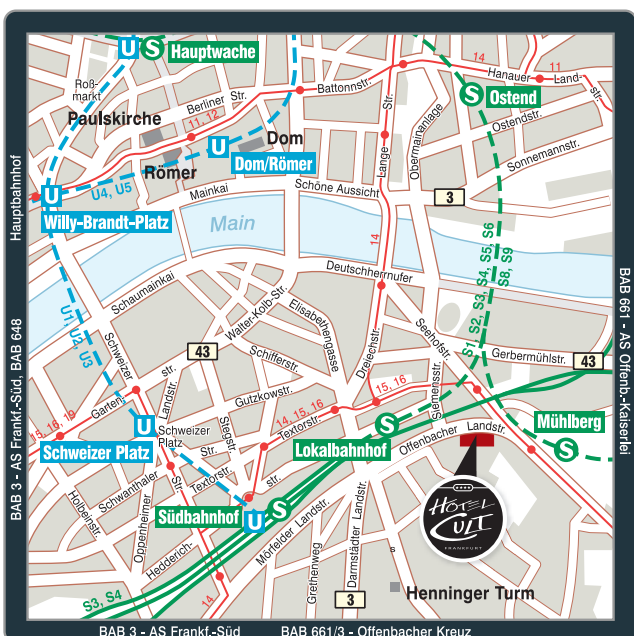 U S Hauptwache
14
11
Hanauer
Land-
str.
Roß-
markt
Battonnstr.
S Ostend
Berliner Str.
Paulskirche
11, 12
Ostendstr.
Dom
U
Dom/Römer
Römer
Lange Str.
Obermainanlage
Sonnemannstr.
Hauptbahnhof
U4, U5
U
Mainkai
Schöne Aussicht
3
Willy-Brandt-Platz
Main
14
S1, S2, S3, S4, S5, S6
S8, S9
Deutschherrnufer
Schaumainkai
U1, U2, U3
Walter-Kolb-Str.
Elisabethengasse
BAB 661 - AS Offenb.-Kaiserlei
BAB 3 - AS Frankf.-Süd, BAB 648
Schweizer
str.
43
Schifferstr.
Dreieichstr.
Seehofstr.
Gerbermühlstr.
43
Garten-
15, 16, 19
Landstr.
Gutzkowstr.
15, 16
Siemensstr.
14, 15, 16
Textorstr.
U
Schweizer
Platz
Schweizer Platz
Stegstr.
Str.
Lokalbahnhof
S
Offenbacher
Landstr.
Mühlberg
S
Schwanthaler
Str.
Textorstr.
str.
Holbeinstr.
Oppenheimer
Südbahnhof
U
S
HOTEL
CULT
FRANKFURT
Hedderich-
Mörfelder Landstr.
Grethenweg
Darmstädter Landstr.
s
S3, S4
14
3
Henninger Turm
BAB 3 - AS Frankf.-Süd
BAB 661/3 - Offenbacher Kreuz